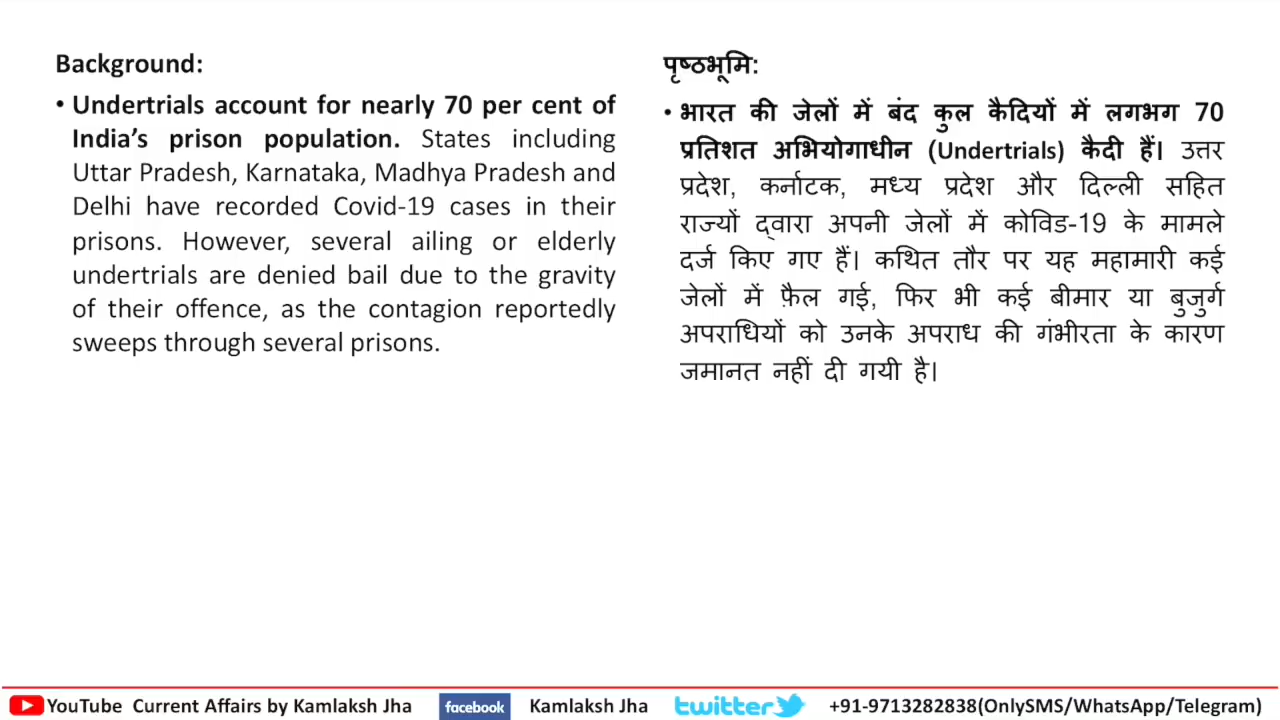 Background:
• Undertrials account for nearly 70 per cent of
India’s prison population. States including
Uttar Pradesh, Karnataka, Madhya Pradesh and
Delhi have recorded Covid-19 cases in their
prisons. However, several ailing or elderly
undertrials are denied bail due to the gravity
of their offence, as the contagion reportedly
sweeps through several prisons.
पृष्ठभूमि:
• भारत की जेलों में बंद कुल कैदियों में लगभग 70
प्रतिशत अभियोगाधीन (Undertrials) कैदी हैं। उत्तर
प्रदेश, कर्नाटक, मध्य प्रदेश और दिल्ली सहित
राज्यों द्वारा अपनी जेलों में कोविड-19 के मामले
दर्ज किए गए हैं। कथित तौर पर यह महामारी कई
जेलों में फ़ैल गई, फिर भी कई बीमार या बुजुर्ग
अपराधियों को उनके अपराध की गंभीरता के कारण
जमानत नहीं दी गयी है।
YouTube Current Affairs by Kamlaksh Jha facebook Kamlaksh Jha twitter +91-9713282838(OnlySMS/WhatsApp/Telegram)